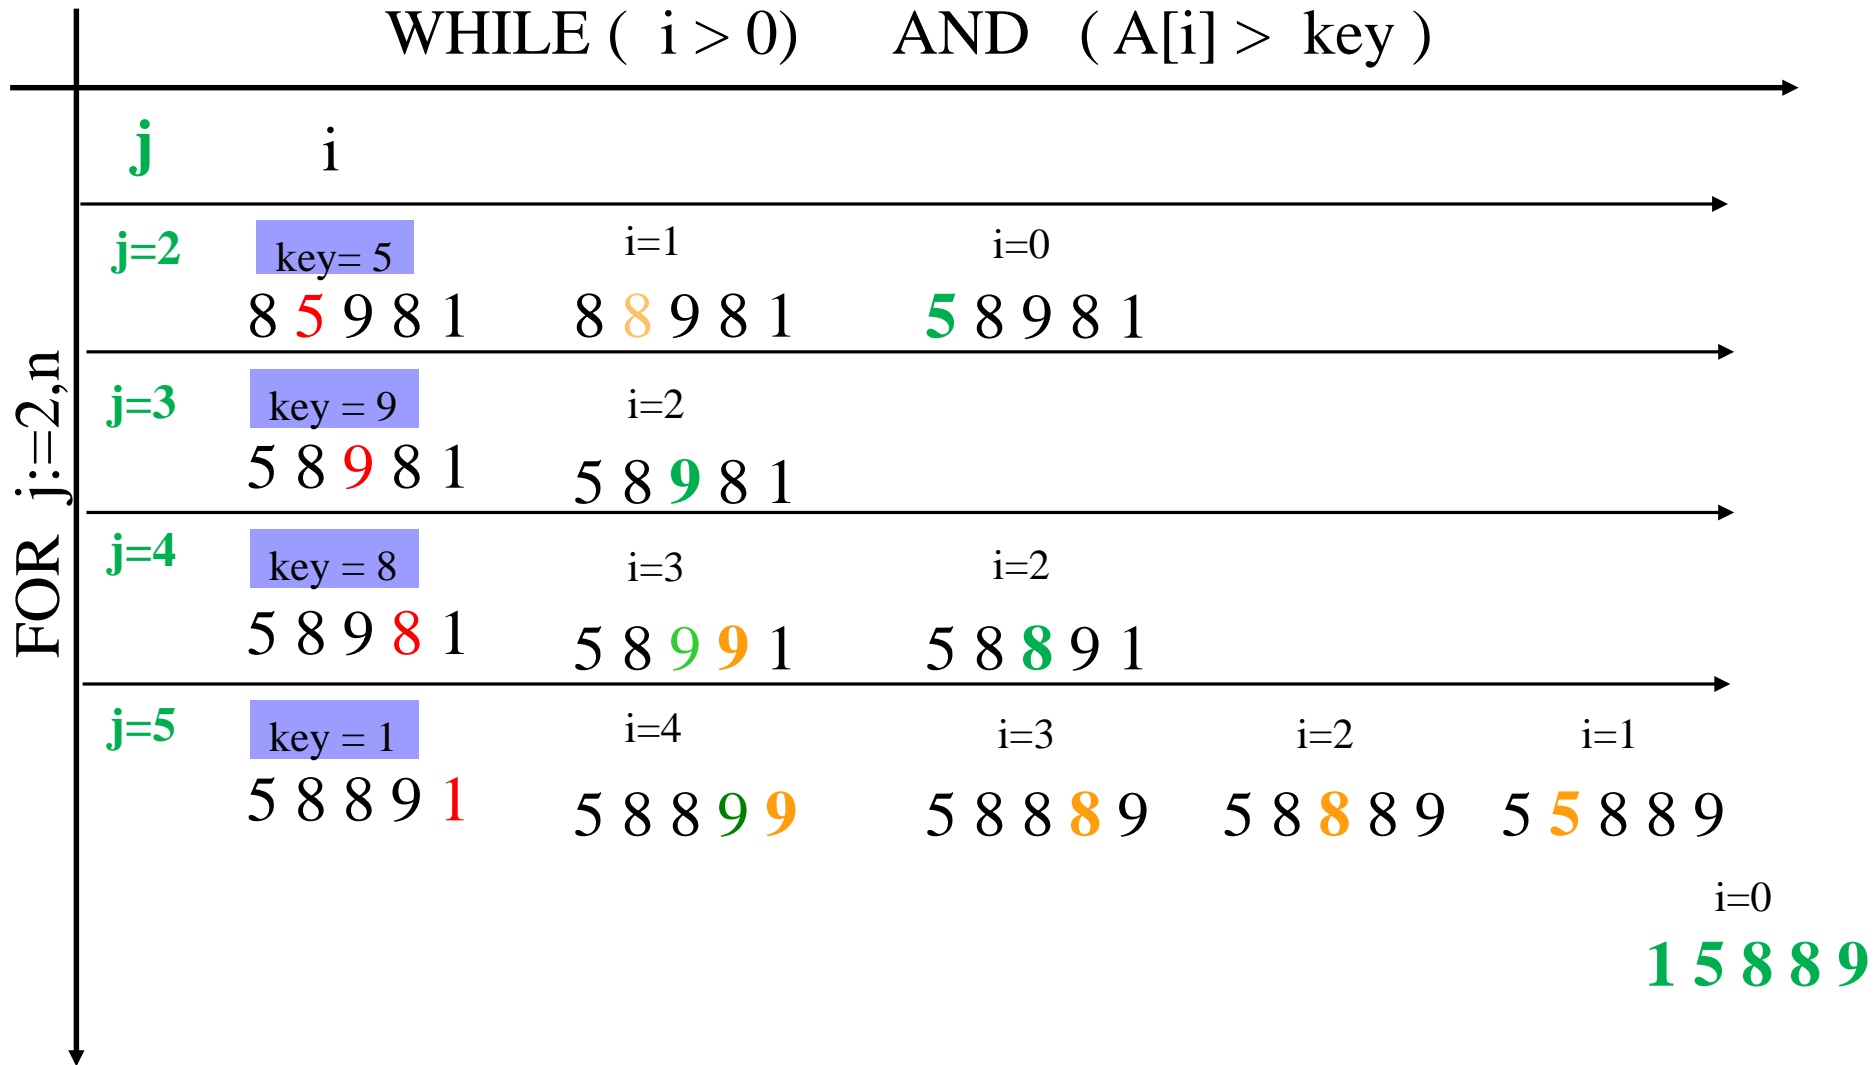 WHILE ( i > 0) AND ( A[i] > key )
j i
FOR j:=2,n
j=2 key= 5 i=1 i=0
8 5 9 8 1 8 8 9 8 1 5 8 9 8 1
j=3 key = 9 i=2
5 8 9 8 1 5 8 9 8 1
j=4 key = 8 i=3 i=2
5 8 9 8 1 5 8 9 9 1 5 8 8 9 1
j=5 key = 1 i=4 i=3 i=2 i=1
5 8 8 9 1 5 8 8 9 9 5 8 8 8 9 5 8 8 8 9 5 5 8 8 9
i=0
1 5 8 8 9